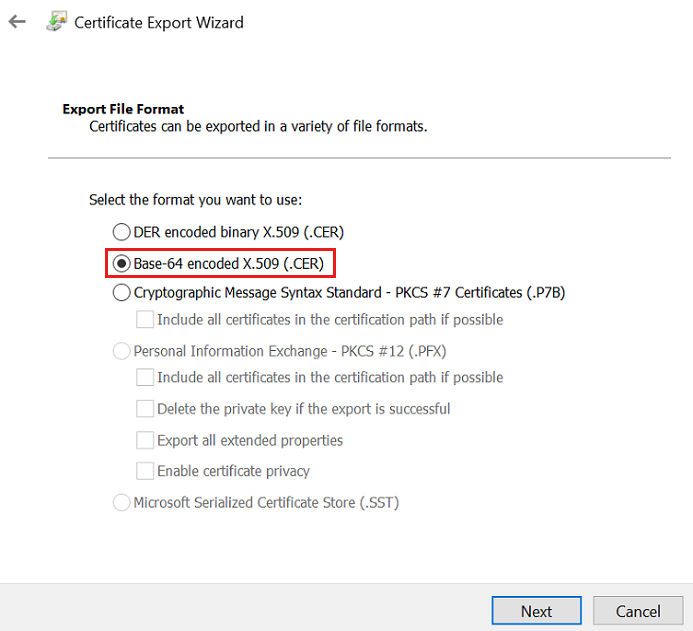 Certificate Export Wizard
Export File Format
Certificates can be exported in a variety of file formats.
Select the format you want to use:
DER encoded binary X.509 (.CER)
Base-64 encoded X.509 (.CER)
Cryptographic Message Syntax Standard - PKCS #7 Certificates (.P7B)
Include all certificates in the certification path if possible
Personal Information Exchange - PKCS #12 (.PFX)
Include all certificates in the certification path if possible
Delete the private key if the export is successful
Export all extended properties
Enable certificate privacy
Microsoft Serialized Certificate Store (.SST)
Next Cancel